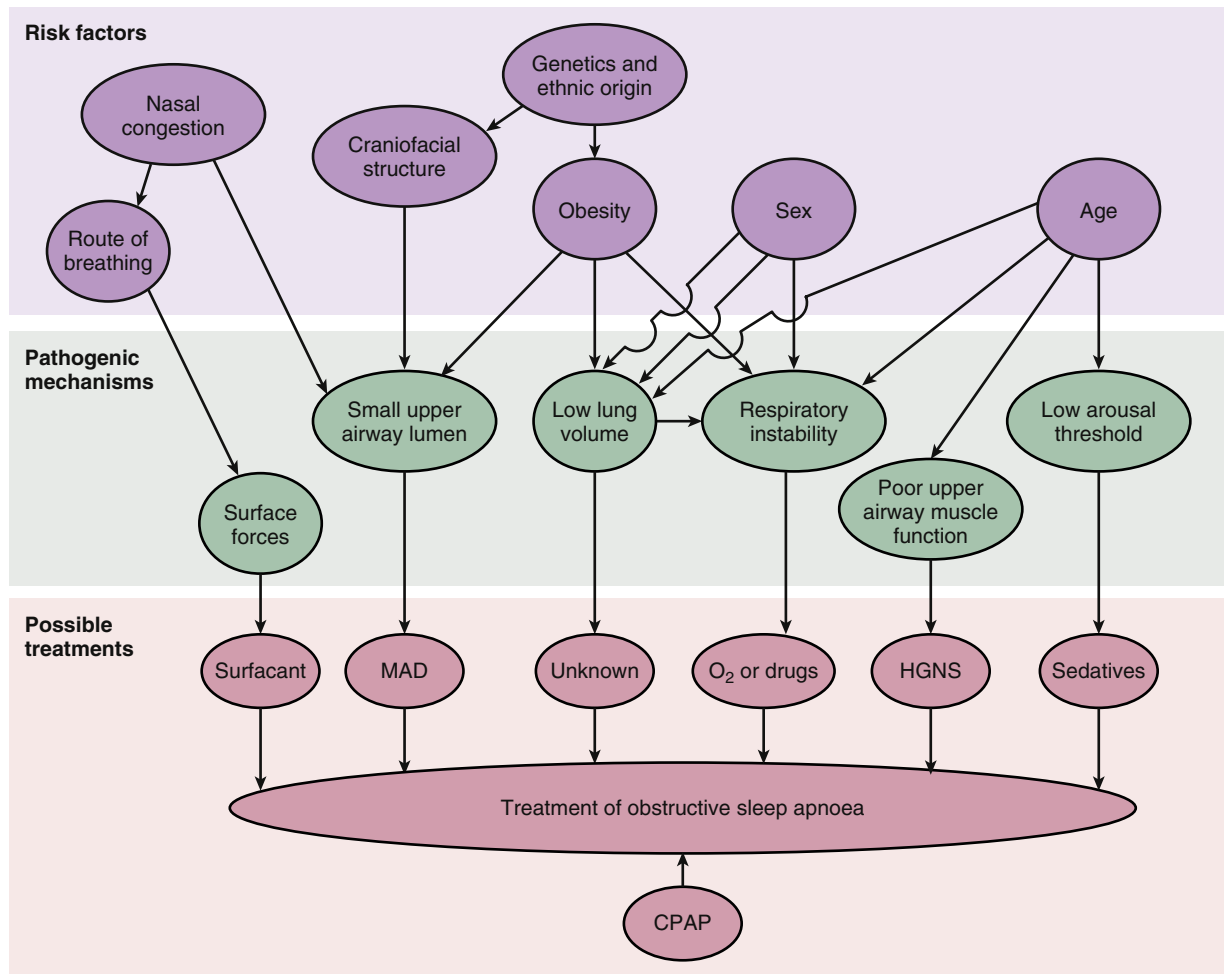 Risk factors
Genetics and
ethnic origin
Nasal
congestion
Craniofacial
structure
Obesity
Sex
Age
Route of
breathing
Pathogenic
mechanisms
Small upper
airway lumen
Low lung
volume
Respiratory
instability
Low arousal
threshold
Poor upper
airway muscle
function
Surface
forces
Possible
treatments
Surfacant
MAD
Unknown
O2 or drugs
HGNS
Sedatives
Treatment of obstructive sleep apnoea
CPAP